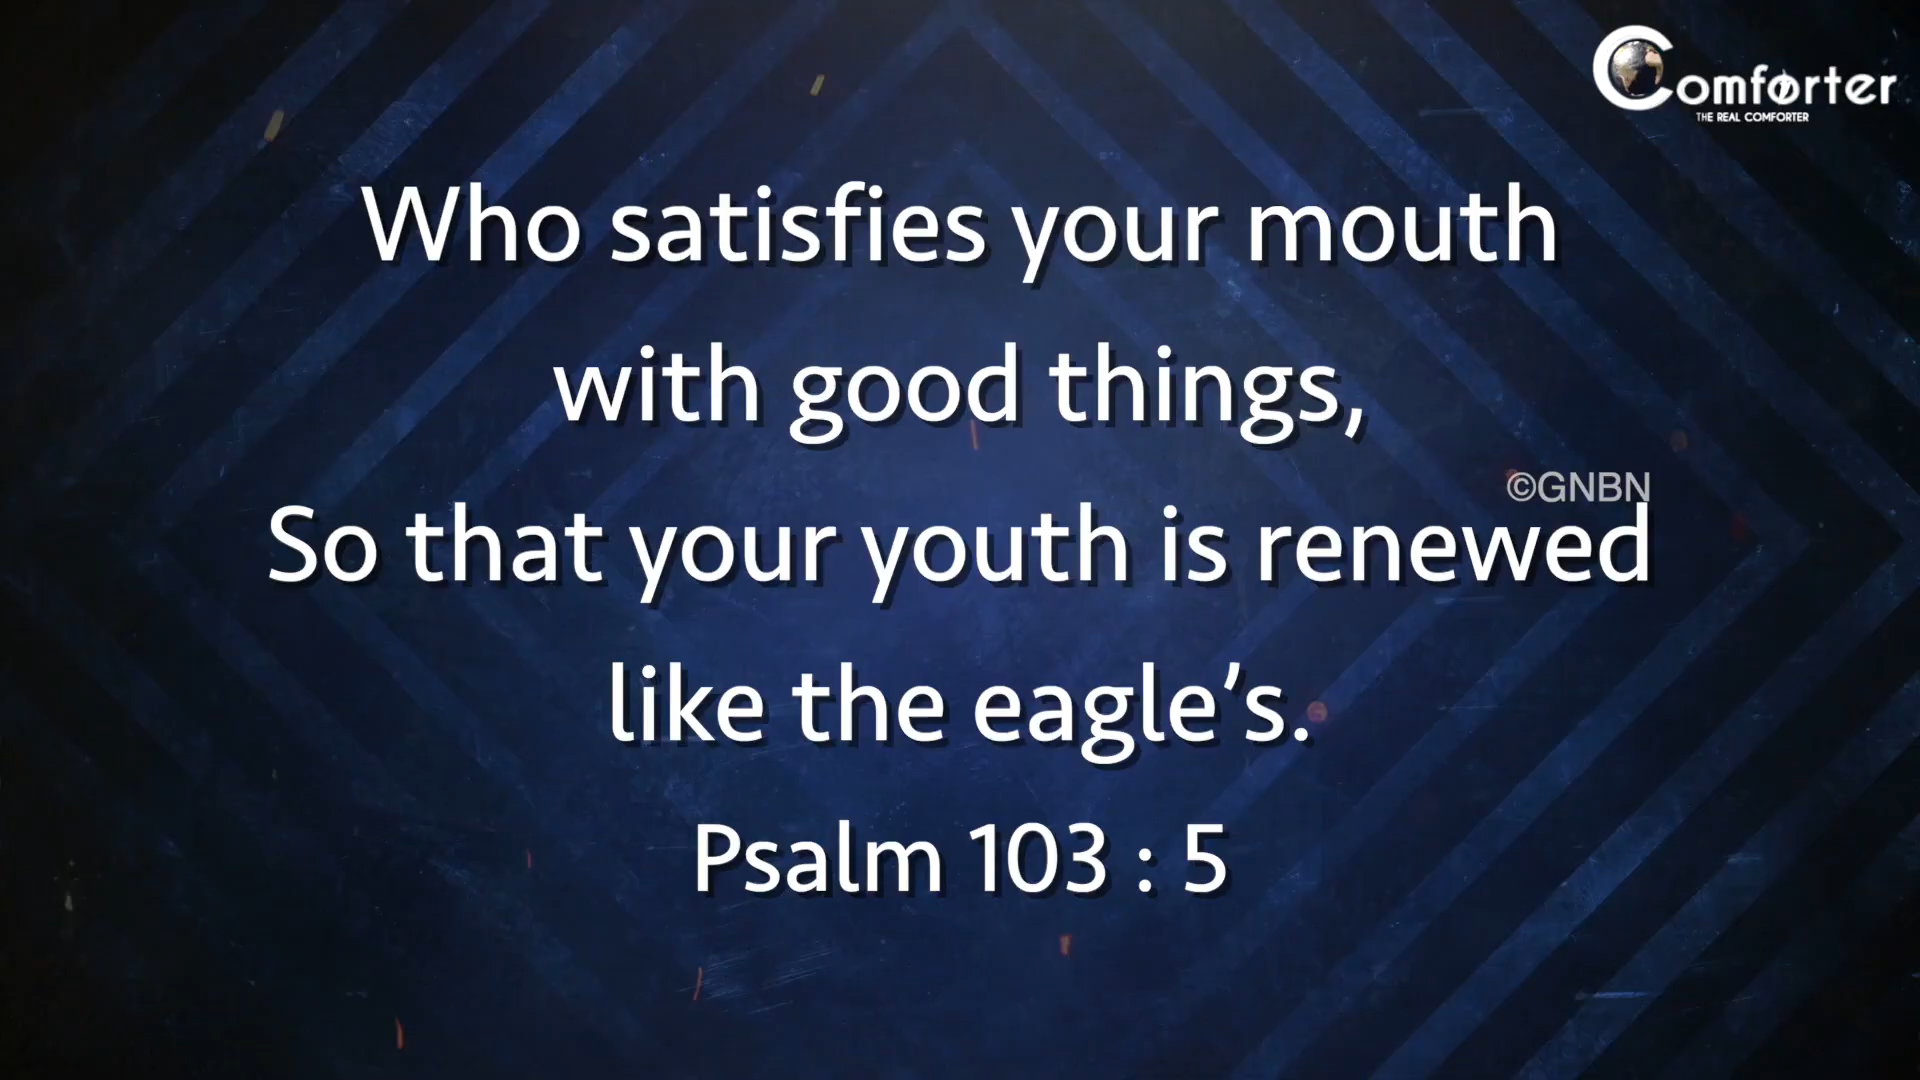 Comforter
THE REAL COMFORTER
Who satisfies your mouth
with good things,
©GNBN
So that your youth is renewed
like the eagle’s.
Psalm 103 : 5